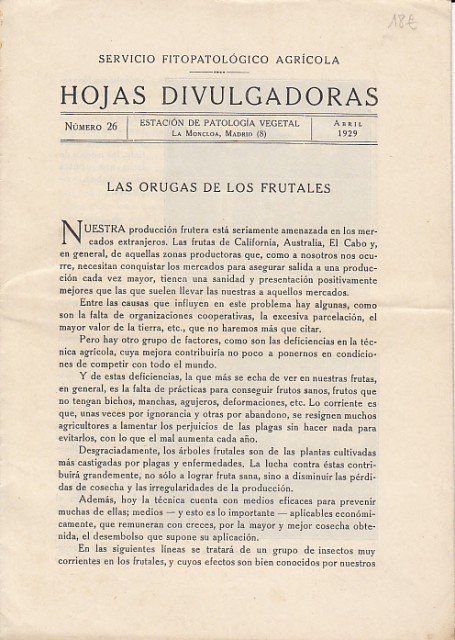 18€
SERVICIO FITOPATOLÓGICO AGRÍCOLA
HOJAS DIVULGADORAS
NÚMERO 26
ESTACIÓN DE PATOLOGÍA VEGETAL
LA MONCLOA, MADRID (8)
ABRIL
1929
LAS ORUGAS DE LOS FRUTALES
NUESTRA producción frutera está seriamente amenazada en los mer-
cados extranjeros. Las frutas de California, Australia, El Cabo y,
en general, de aquellas zonas productoras que, como a nosotros nos ocu-
rre, necesitan conquistar los mercados para asegurar salida a una produc-
ción cada vez mayor, tienen una sanidad y presentación positivamente
mejores que las que suelen llevar las nuestras a aquellos mercados.
Entre las causas que influyen en este problema hay algunas, como
son la falta de organizaciones cooperativas, la excesiva parcelación, el
mayor valor de la tierra, etc., que no haremos más que citar.
Pero hay otro grupo de factores, como son las deficiencias en la téc-
nica agrícola, cuya mejora contribuiría no poco a ponernos en condicio-
nes de competir con todo el mundo.
Y de estas deficiencias, la que más se echa de ver en nuestras frutas,
en general, es la falta de prácticas para conseguir frutos sanos, frutos que
no tengan bichos, manchas, agujeros, deformaciones, etc. Lo corriente es
que, unas veces por ignorancia y otras por abandono, se resignen muchos
agricultores a lamentar los perjuicios de las plagas sin hacer nada para
evitarlos, con lo que el mal aumenta cada año.
Desgraciadamente, los árboles frutales son de las plantas cultivadas
más castigadas por plagas y enfermedades. La lucha contra éstas contri-
buirá grandemente, no sólo a lograr fruta sana, sino a disminuir las pérdi-
das de cosecha y las irregularidades de la producción.
Además, hoy la técnica cuenta con medios eficaces para prevenir
muchas de ellas; medios — y esto es lo importante — aplicables económi-
camente, que remuneran con creces, por la mayor y mejor cosecha obte-
nida, el desembolso que supone su aplicación.
En las siguientes líneas se tratará de un grupo de insectos muy
corrientes en los frutales, y cuyos efectos son bien conocidos por nuestros